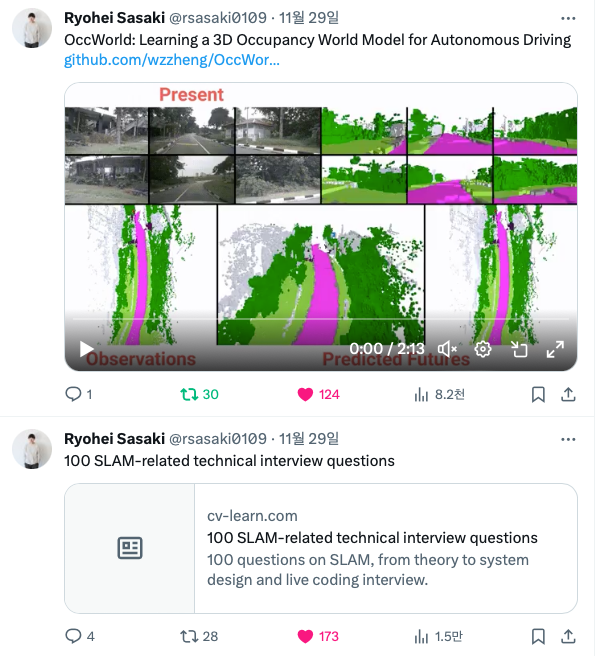 Ryohei Sasaki @rsasaki0109 · 11월 29일
OccWorld: Learning a 3D Occupancy World Model for Autonomous Driving
github.com/wzzheng/OccWor...
Present
0:00 / 2:13
Observations
Predicted Futures
1
30
124
8.2천
Ryohei Sasaki @rsasaki0109 · 11월 29일
100 SLAM-related technical interview questions
cv-learn.com
100 SLAM-related technical interview questions
100 questions on SLAM, from theory to system
design and live coding interview.
4
28
173
1.5만